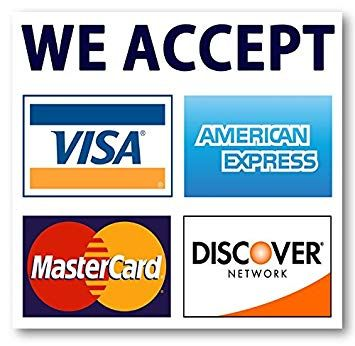 WE ACCEPT
VISA®
AMERICAN
EXPRESS
MasterCard
DISCOVER®
NETWORK